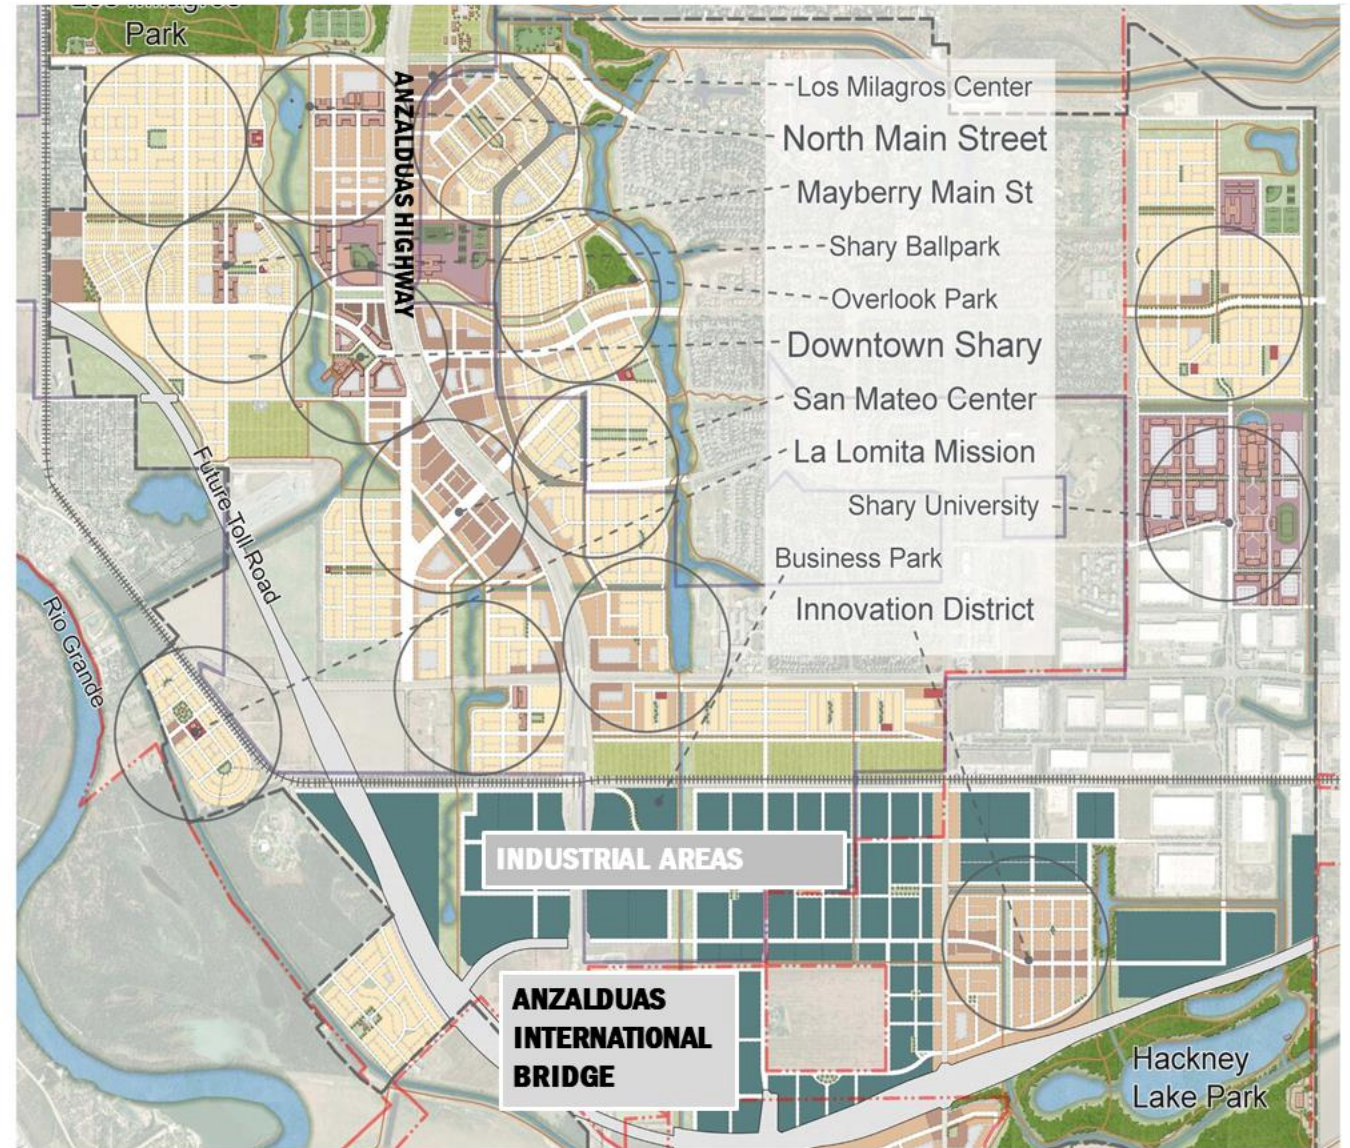 Los Milagros
Park
ANZALDUAS HIGHWAY
Los Milagros Center
North Main Street
Mayberry Main St
Shary Ballpark
Overlook Park
Downtown Shary
San Mateo Center
La Lomita Mission
Shary University
Business Park
Innovation District
Future Toll Road
Rio Grande
INDUSTRIAL AREAS
ANZALDUAS
INTERNATIONAL
BRIDGE
Hackney
Lake Park